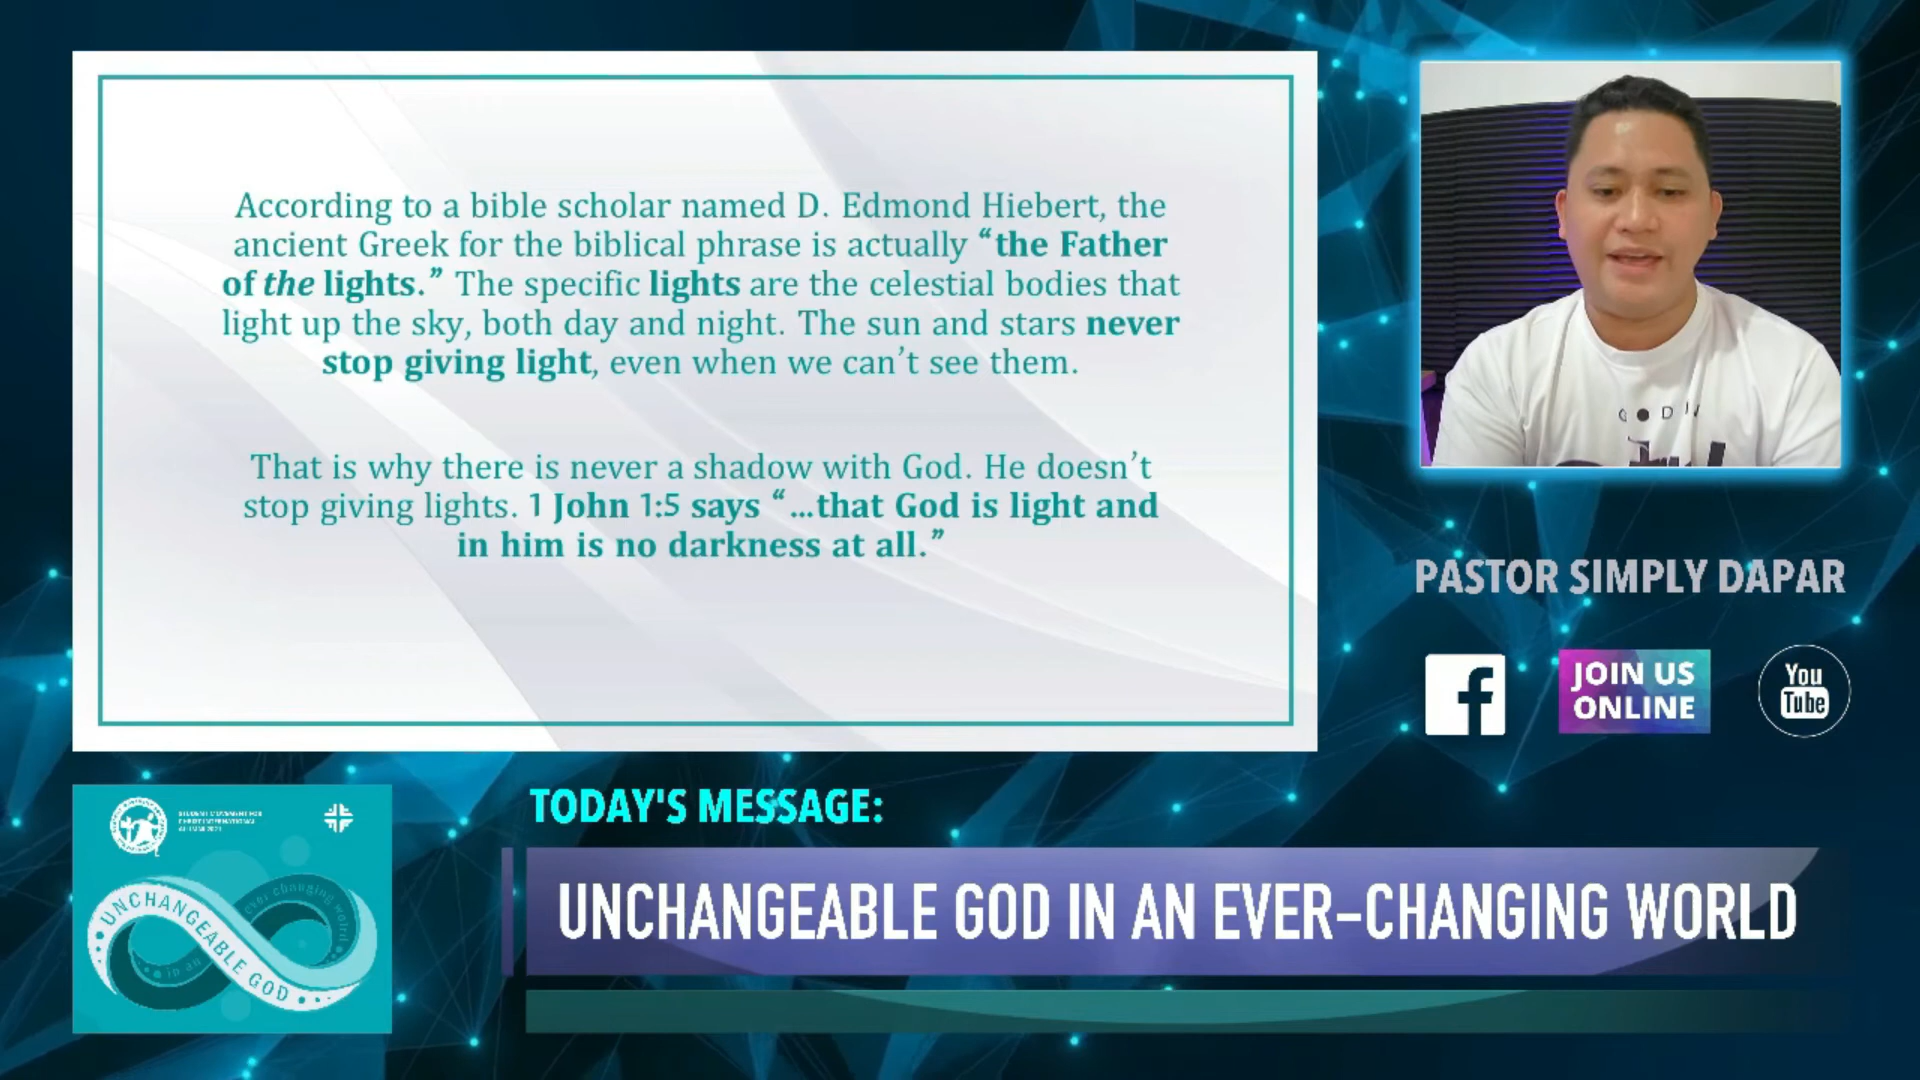 According to a bible scholar named D. Edmond Hiebert, the
ancient Greek for the biblical phrase is actually “the Father
of the lights.” The specific lights are the celestial bodies that
light up the sky, both day and night. The sun and stars never
stop giving light, even when we can’t see them.
That is why there is never a shadow with God. He doesn’t
stop giving lights. 1 John 1:5 says “...that God is light and
in him is no darkness at all.”
PASTOR SIMPLY DAPAR
f
JOIN US
ONLINE
You
Tube
STUDENT MOVEMENT FOR
CHRIST INTERNATIONAL
UNCHANGEABLE GOD
in an
ever changing world
TODAY'S MESSAGE:
UNCHANGEABLE GOD IN AN EVER-CHANGING WORLD